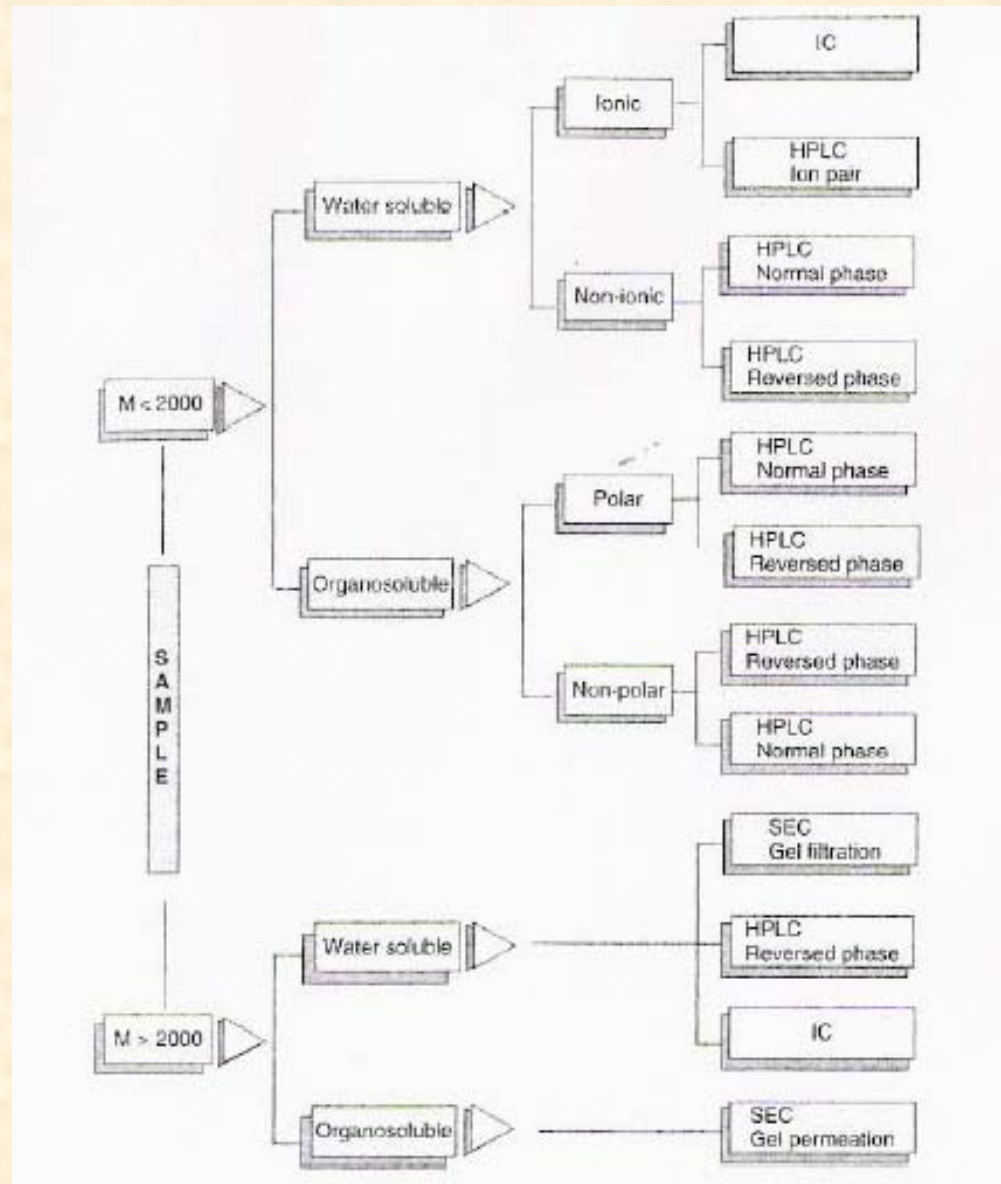 IC
Ionic
HPLC
Ion pair
Water soluble
HPLC
Normal phase
Non-ionic
HPLC
Reversed phase
M < 2000
HPLC
Normal phase
Polar
HPLC
Reversed phase
Organosoluble
HPLC
Reversed phase
Non-polar
HPLC
Normal phase
SAMPLE
SEC
Gel filtration
Water soluble
HPLC
Reversed phase
M > 2000
IC
Organosoluble
SEC
Gel permeation